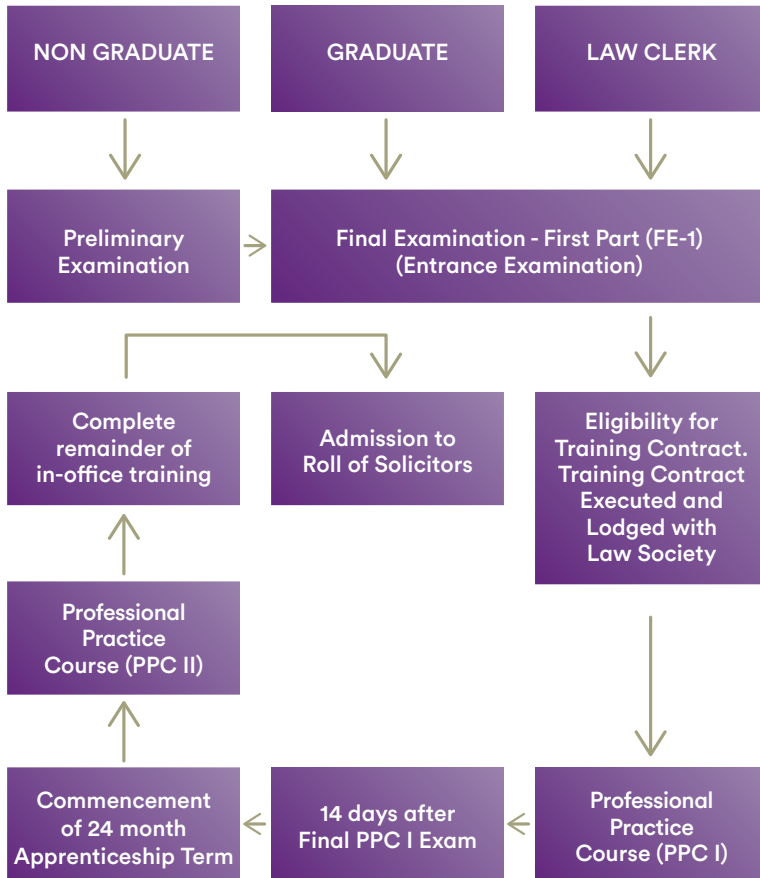 NON GRADUATE
GRADUATE
LAW CLERK
Preliminary
Examination
Final Examination - First Part (FE-1)
(Entrance Examination)
Complete
remainder of
in-office training
Admission to
Roll of Solicitors
Eligibility for
Training Contract.
Training Contract
Executed and
Lodged with
Law Society
Professional
Practice
Course (PPC II)
Commencement
of 24 month
Apprenticeship Term
14 days after
Final PPC I Exam
Professional
Practice
Course (PPC I)